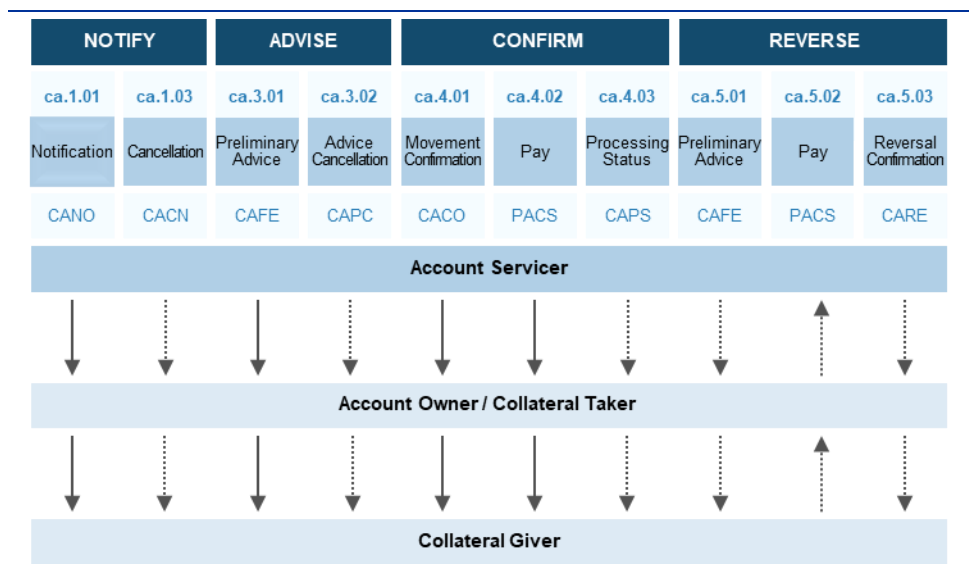 NOTIFY ADVISE CONFIRM REVERSE
ca.1.01 ca.1.03 ca.3.01 ca.3.02 ca.4.01 ca.4.02 ca.4.03 ca.5.01 ca.5.02 ca.5.03
Notification Cancellation Preliminary Advice Advice Cancellation Movement Confirmation Pay Processing Status Preliminary Advice Pay Reversal Confirmation
CANO CACN CAFE CAPC CACO PACS CAPS CAFE PACS CARE
Account Servicer
Account Owner / Collateral Taker
Collateral Giver